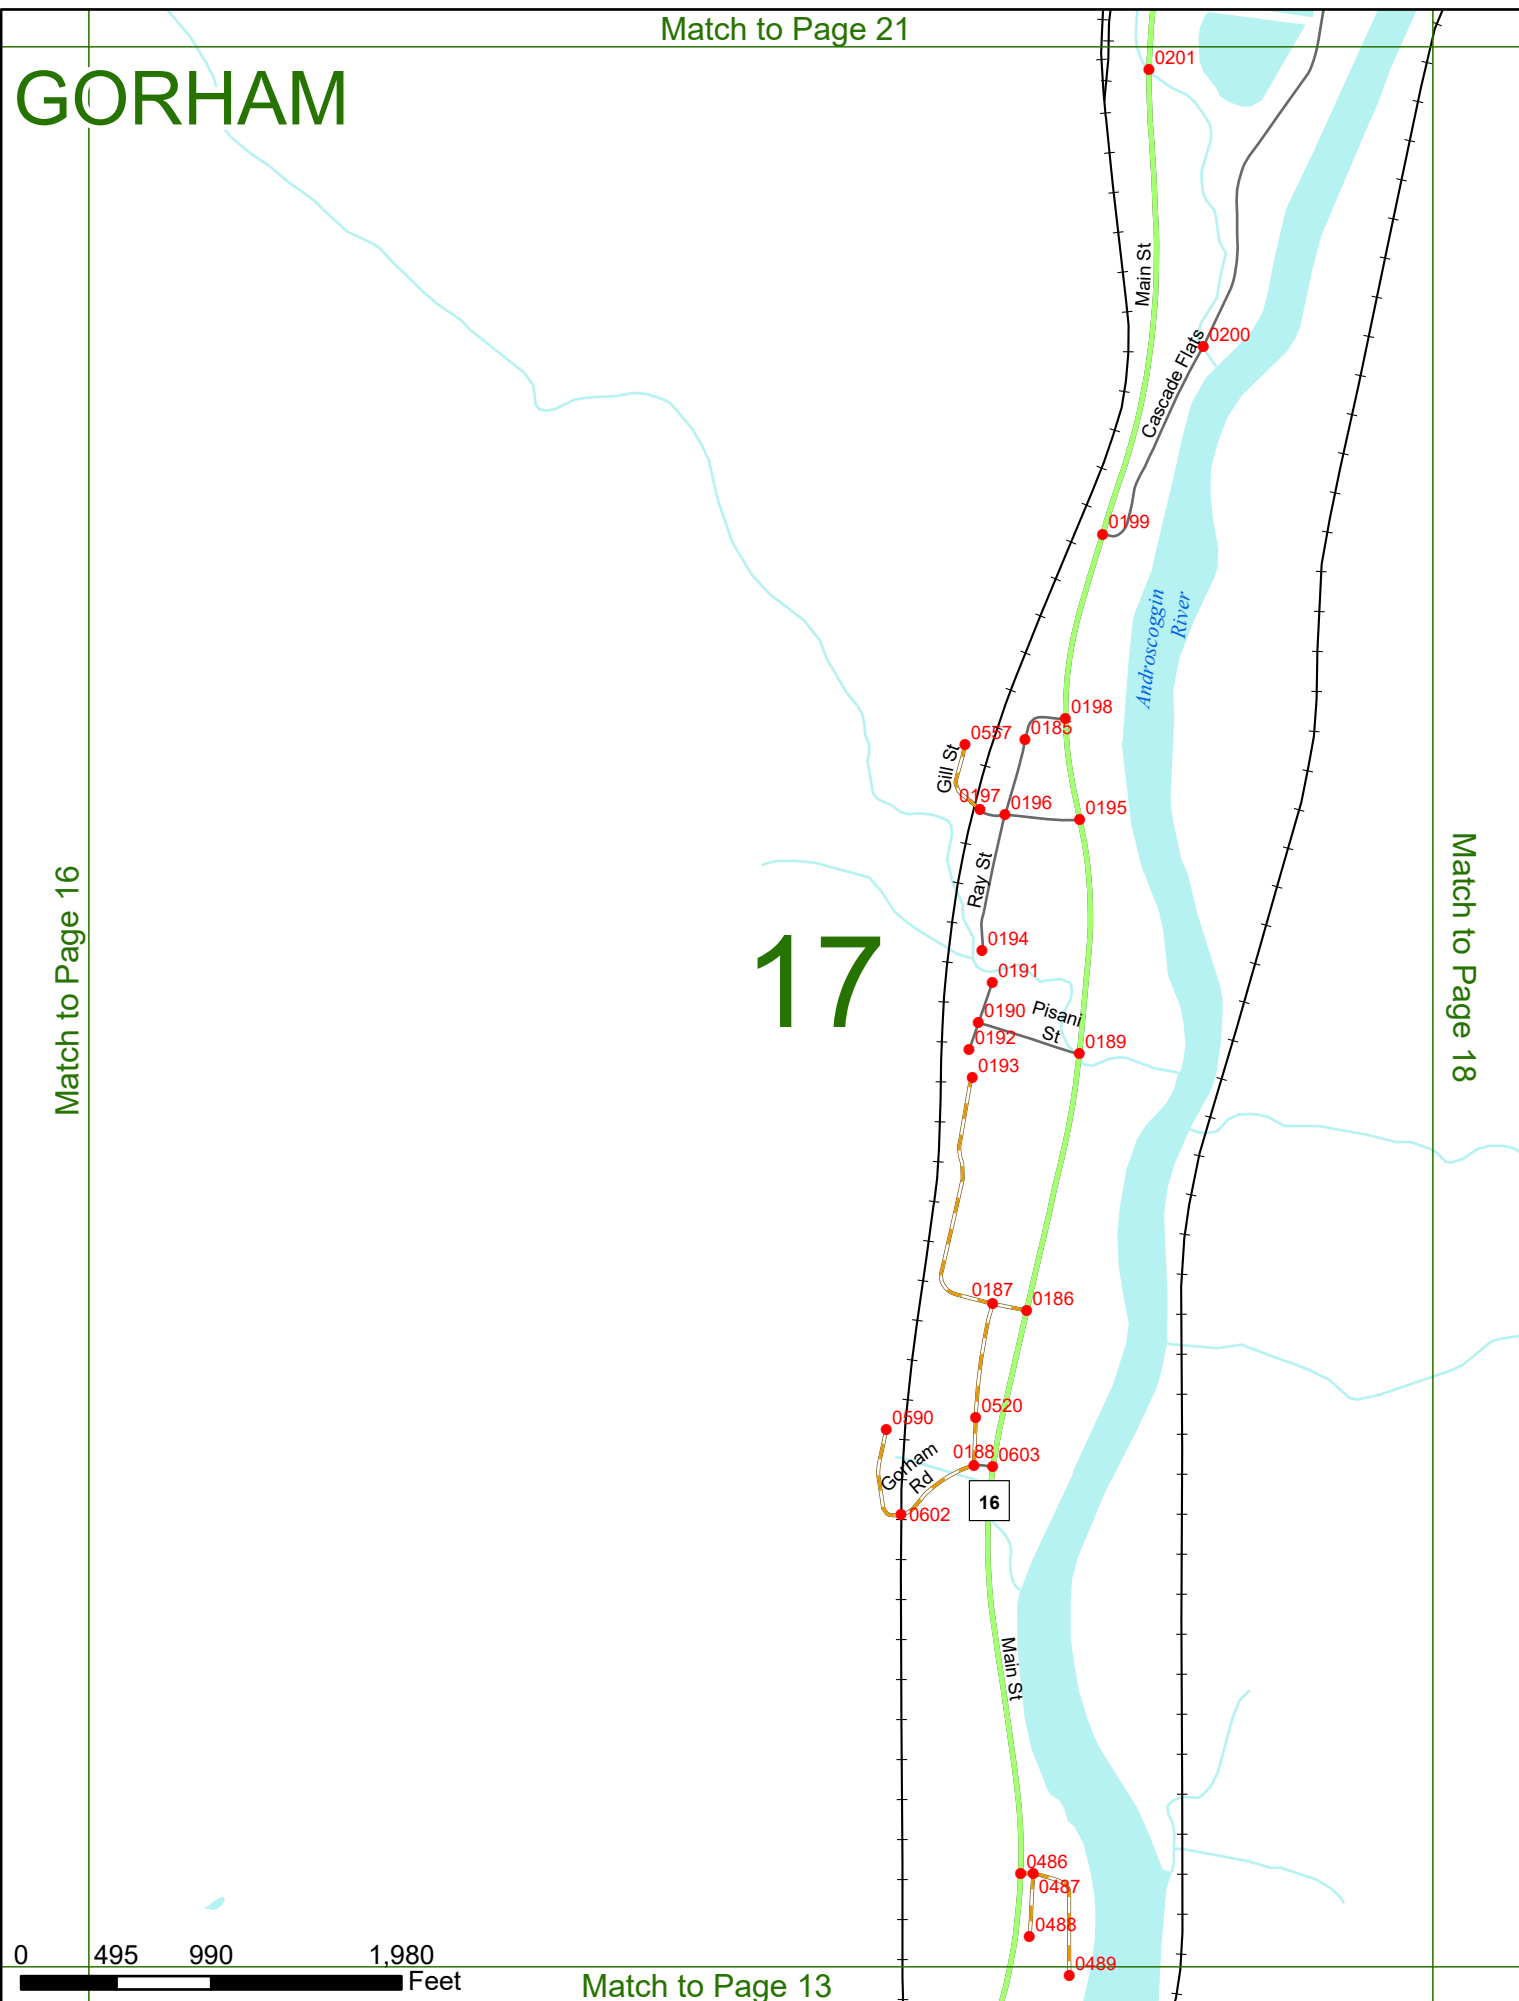 Match to Page 21
GORHAM
0201
Main St
0200
Cascade Flats
0199
Androscoggin
River
0198
0185
0557
Gill St
0197
0196
0195
Ray St
Match to Page 16
17
Match to Page 18
0194
0191
0190
Pisani
St
0192
0189
0193
0187
0186
0520
0590
0188
0603
Gorham
Rd
16
0602
Main St
0486
0487
0488
0489
0
495
990
1,980
Feet
Match to Page 13